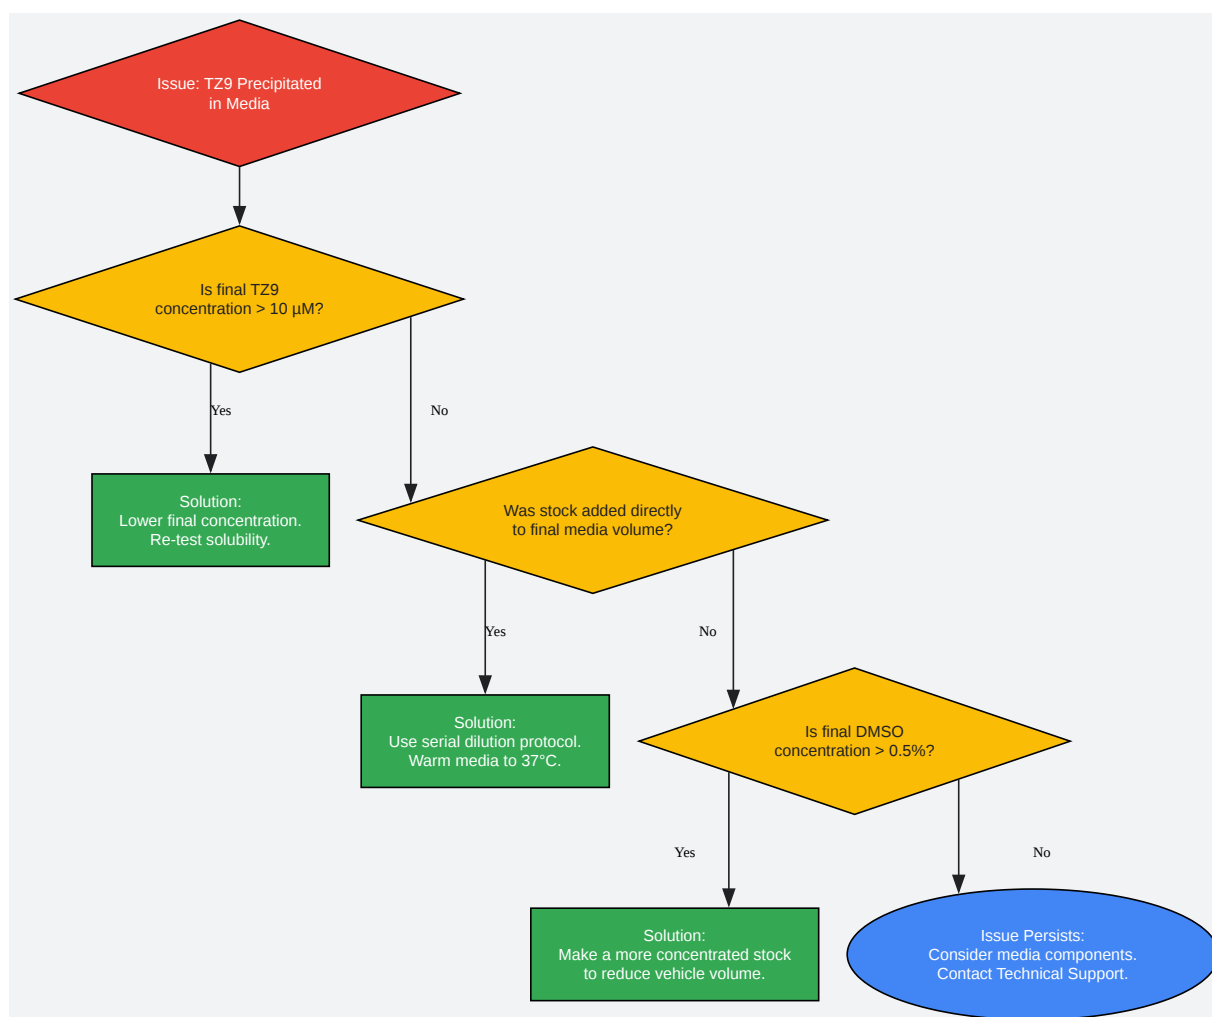 Issue: TZ9 Precipitated
in Media
Is final TZ9
concentration > 10 µM?
Yes
No
Solution:
Lower final concentration.
Re-test solubility.
Was stock added directly
to final media volume?
Yes
No
Solution:
Use serial dilution protocol.
Warm media to 37°C.
Is final DMSO
concentration > 0.5%?
Yes
No
Solution:
Make a more concentrated stock
to reduce vehicle volume.
Issue Persists:
Consider media components.
Contact Technical Support.